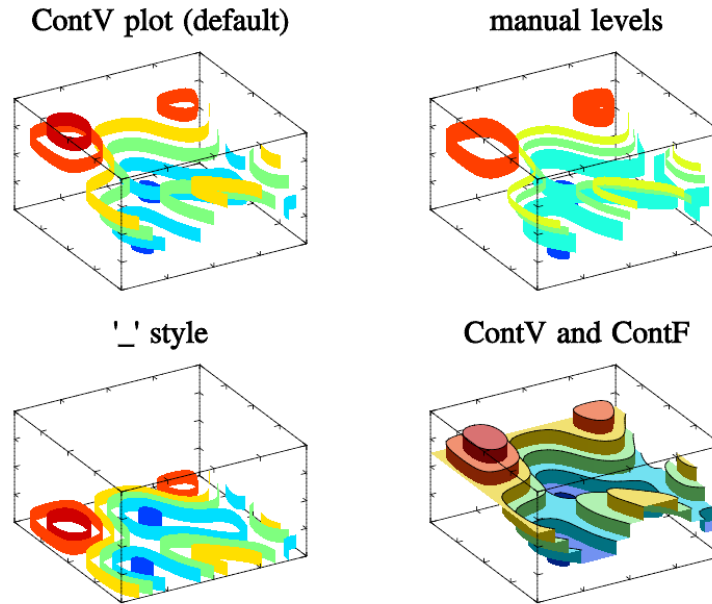 ContV plot (default)
manual levels
'_' style
ContV and ContF